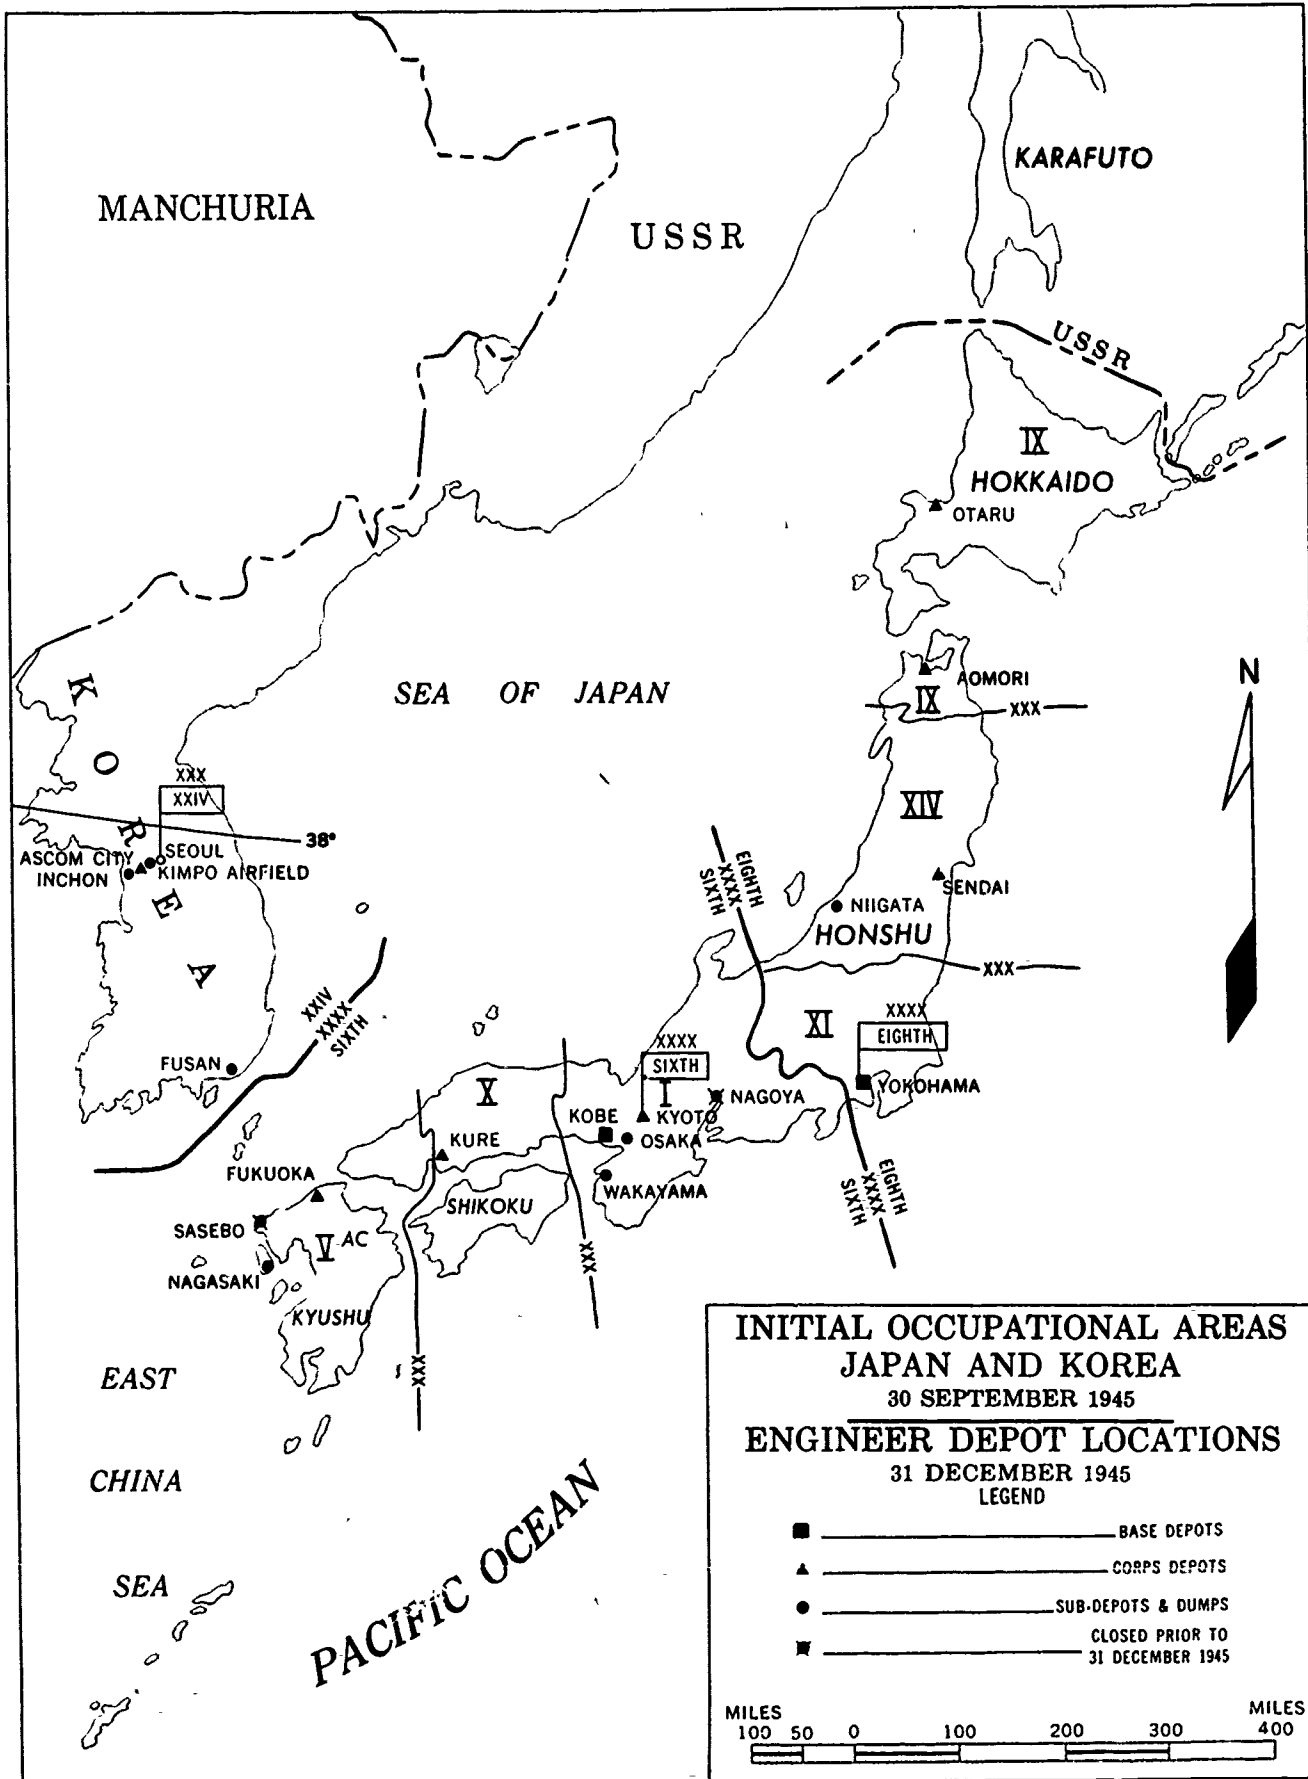 MANCHURIA
USSR
KARAFUTO
USSR
IX
HOKKAIDO
OTARU
K O R E A
SEA OF JAPAN
AOMORI
IX
XXX
N
XXX
XXIV
38°
XIV
ASCOM CITY
SEOUL
INCHON
KIMPO AIRFIELD
EIGHTH
XXXX
SIXTH
SENDAI
NIIGATA
HONSHU
XXX
XXIV
XXXX
SIXTH
XI
XXXX
EIGHTH
FUSAN
XXXX
SIXTH
X
I
YOKOHAMA
NAGOYA
KOBE
KYOTO
KURE
OSAKA
FUKUOKA
WAKAYAMA
SHIKOKU
EIGHTH
XXXX
SIXTH
SASEBO
V AC
XXX
NAGASAKI
KYUSHU
XXX
EAST
CHINA
SEA
PACIFIC OCEAN
INITIAL OCCUPATIONAL AREAS
JAPAN AND KOREA
30 SEPTEMBER 1945
ENGINEER DEPOT LOCATIONS
31 DECEMBER 1945
LEGEND
BASE DEPOTS
CORPS DEPOTS
SUB-DEPOTS & DUMPS
CLOSED PRIOR TO
31 DECEMBER 1945
MILES MILES
100 50 0 100 200 300 400